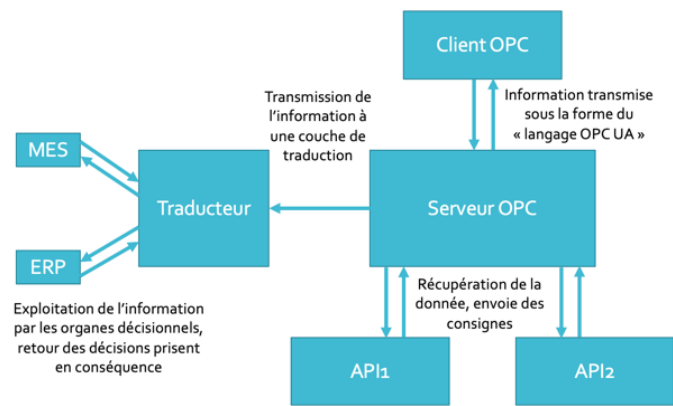 Client OPC
Transmission de
l'information à
une couche de
traduction
Information transmise
sous la forme du
« langage OPC UA »
MES
Traducteur
Serveur OPC
ERP
Exploitation de l'information
par les organes décisionnels,
retour des décisions prisent
en conséquence
Récupération de la
donnée, envoie des
consignes
API1
API2